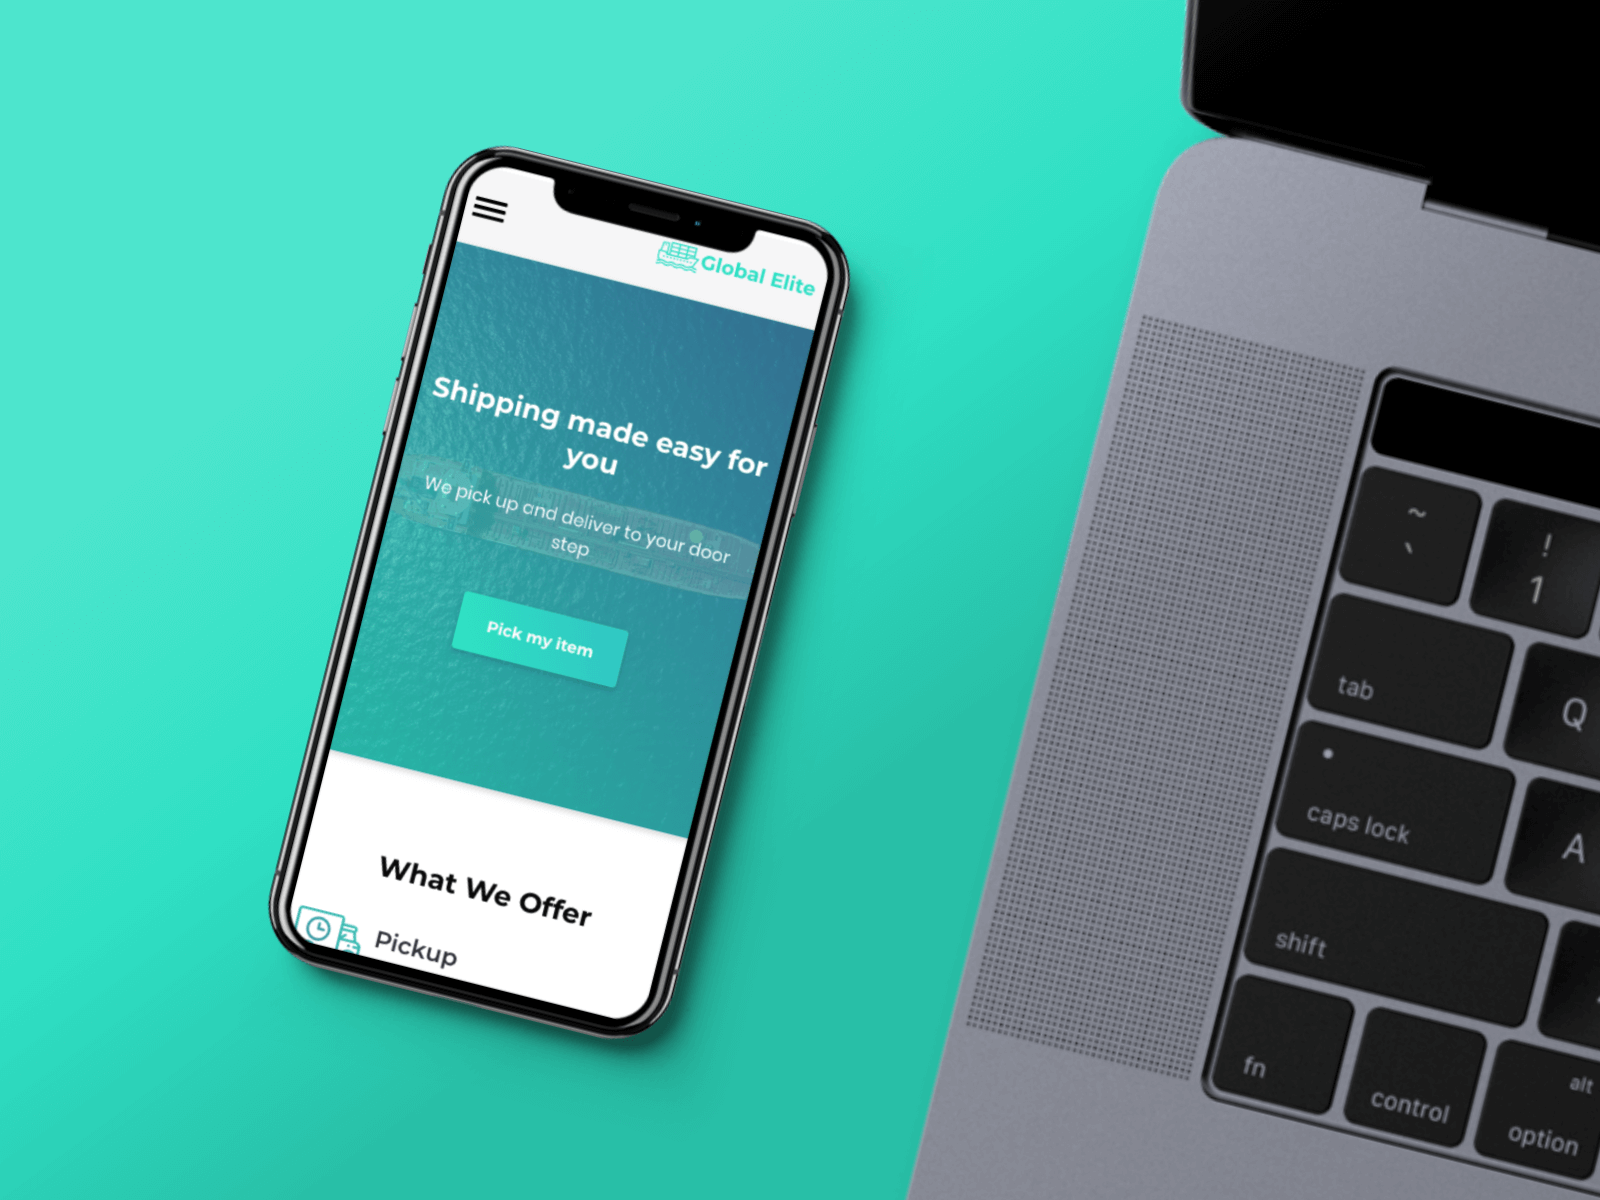 Global Elite
Shipping made easy for
you
We pick up and deliver to your door
step
Pick my item
What We Offer
Pickup
~
`
!
1
tab
Q
caps lock
A
shift
fn
control
alt
option